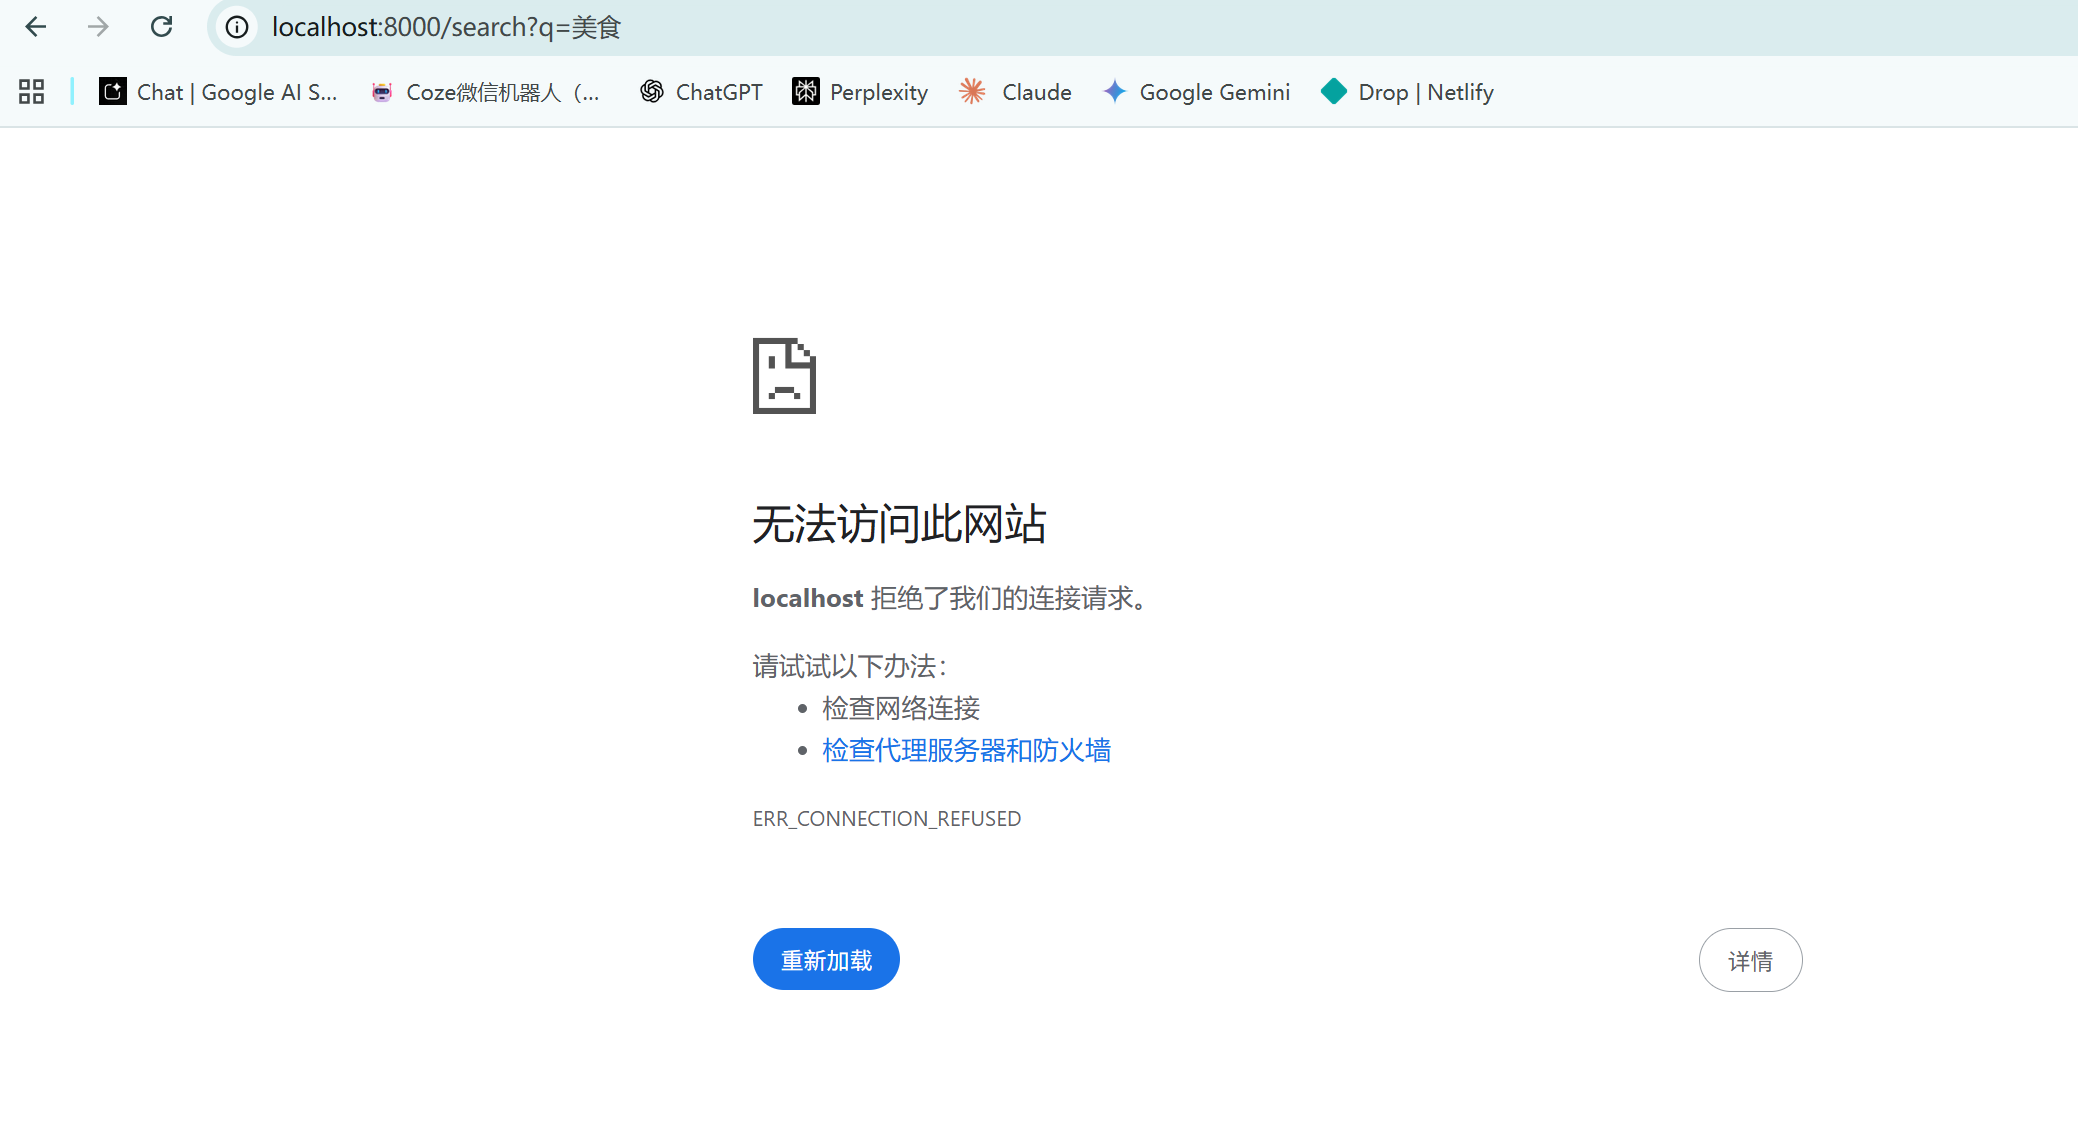 localhost:8000/search?q=美食
Chat | Google AI S... Coze微信机器人（... ChatGPT Perplexity Claude Google Gemini Drop | Netlify
无法访问此网站
localhost 拒绝了我们的连接请求。
请试试以下办法：
检查网络连接
检查代理服务器和防火墙
ERR_CONNECTION_REFUSED
重新加载 详情